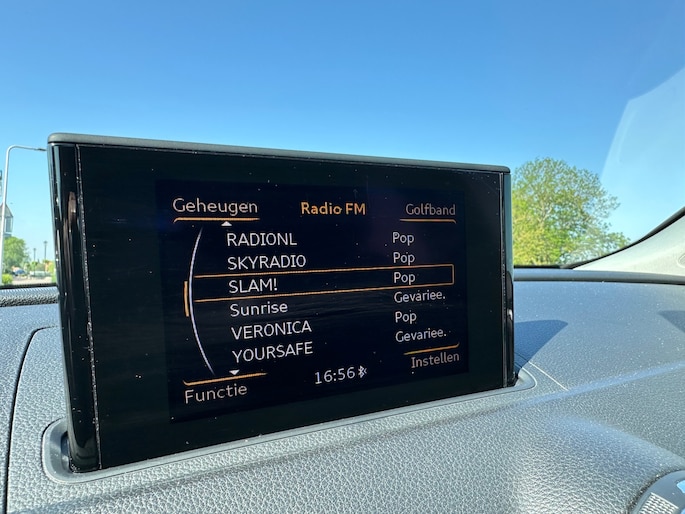 Geheugen Radio FM Golfband
RADIONL Pop
SKYRADIO Pop
SLAM! Pop
Sunrise Gevariee.
VERONICA Pop
YOURSAFE Gevariee.
Functie 16:56 Instellen